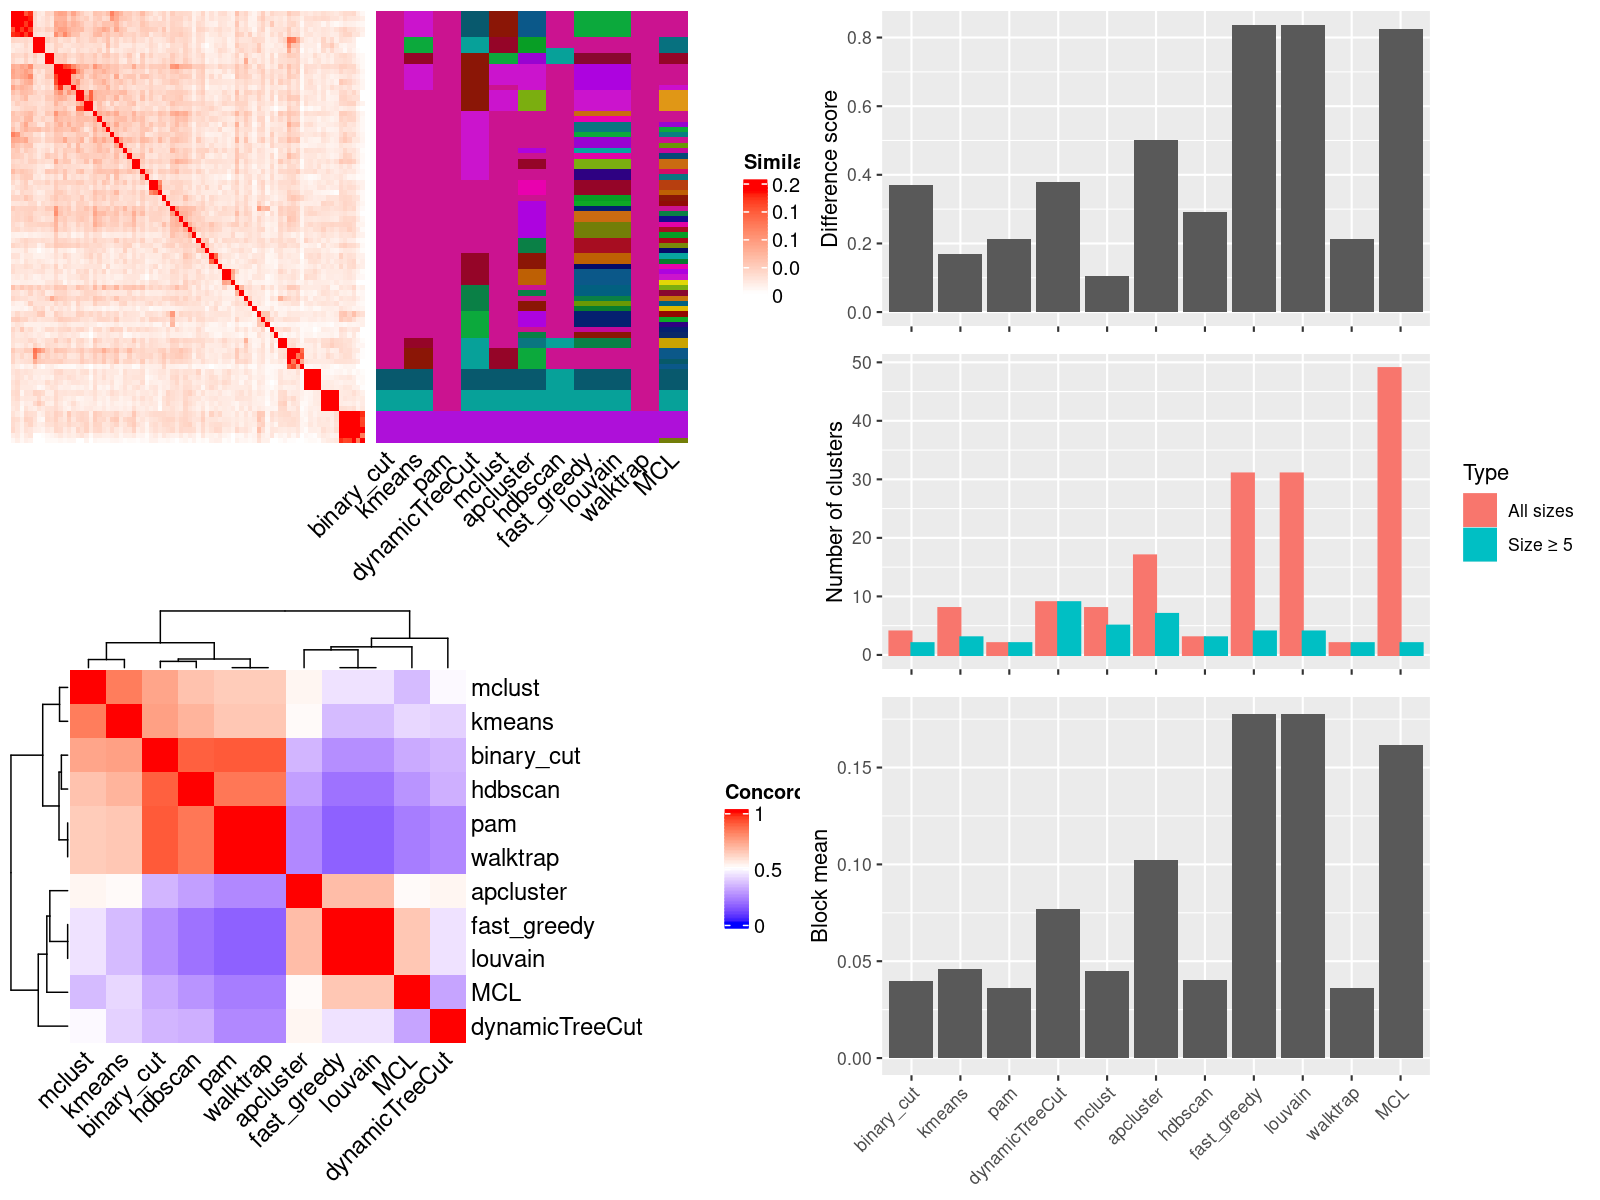 Simila
0.2
0.1
0.1
0.0
0
binary_cut
kmeans
pam
dynamicTreeCut
mclust
apcluster
hdbscan
fast_greedy
louvain
walktrap
MCL
mclust
kmeans
binary_cut
hdbscan
pam
walktrap
apcluster
fast_greedy
louvain
MCL
dynamicTreeCut
mclust
kmeans
binary_cut
hdbscan
pam
walktrap
apcluster
fast_greedy
louvain
MCL
dynamicTreeCut
Concord
1
0.5
0
Difference score
0.8
0.6
0.4
0.2
0.0
Number of clusters
50
40
30
20
10
0
Type
All sizes
Size ≥ 5
Block mean
0.15
0.10
0.05
0.00
binary_cut
kmeans
pam
dynamicTreeCut
mclust
apcluster
hdbscan
fast_greedy
louvain
walktrap
MCL